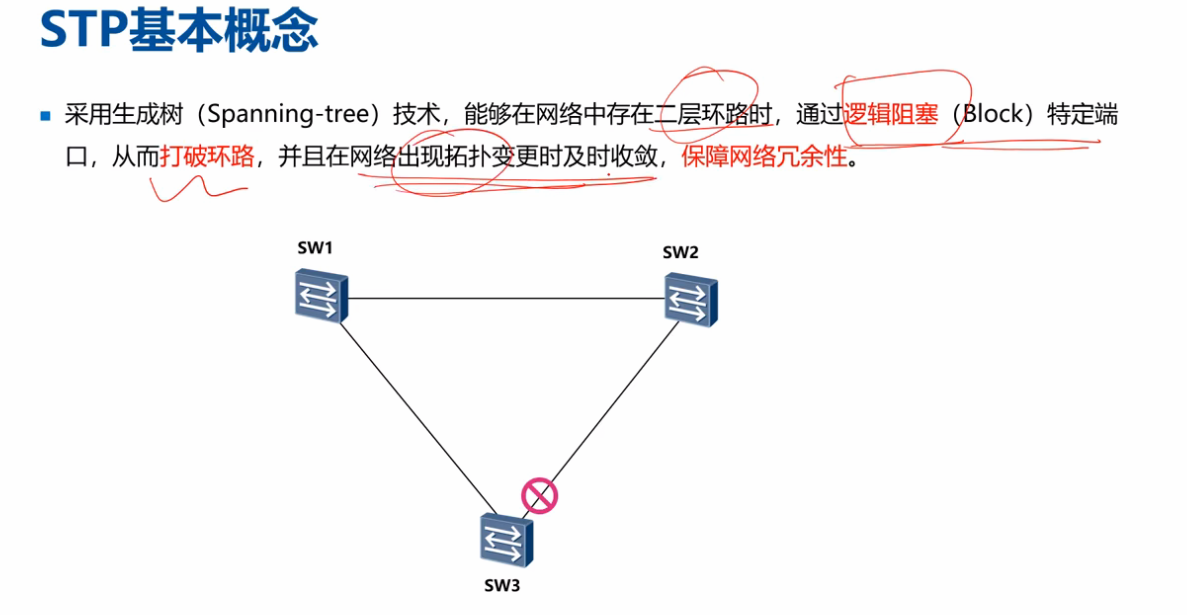 STP基本概念
采用生成树（Spanning-tree）技术，能够在网络中存在二层环路时，通过逻辑阻塞（Block）特定端
口，从而打破环路，并且在网络出现拓扑变更时及时收敛，保障网络冗余性。
SW1
SW2
SW3